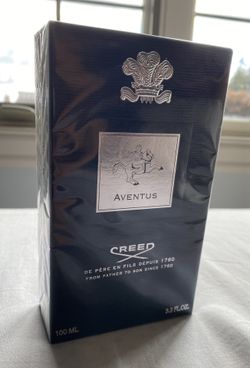 AVENTUS
CREED
DE PÈRE EN FILS DEPUIS 1760
FROM FATHER TO SON SINCE 1760
100 ML
3.3 FL.OZ.